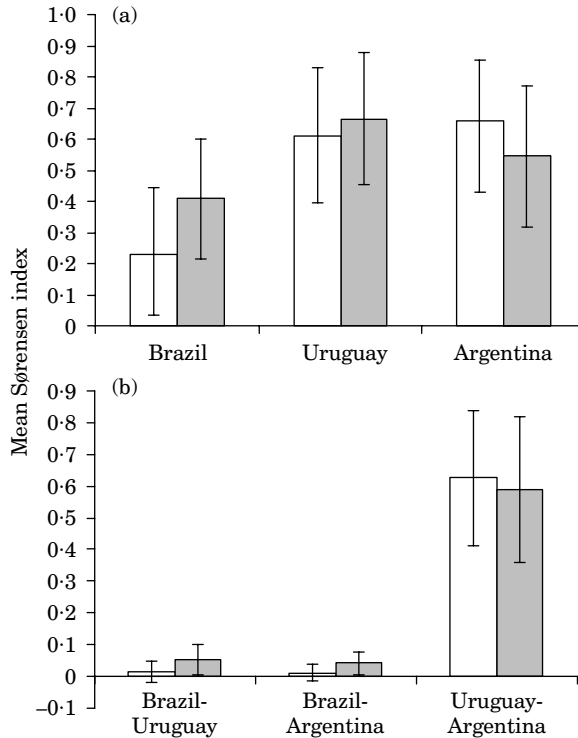 Mean Sørensen index
(a)
1·0
0·9
0·8
0·7
0·6
0·5
0·4
0·3
0·2
0·1
0
Brazil Uruguay Argentina
(b)
0·9
0·8
0·7
0·6
0·5
0·4
0·3
0·2
0·1
0
–0·1
Brazil-
Uruguay
Brazil-
Argentina
Uruguay-
Argentina